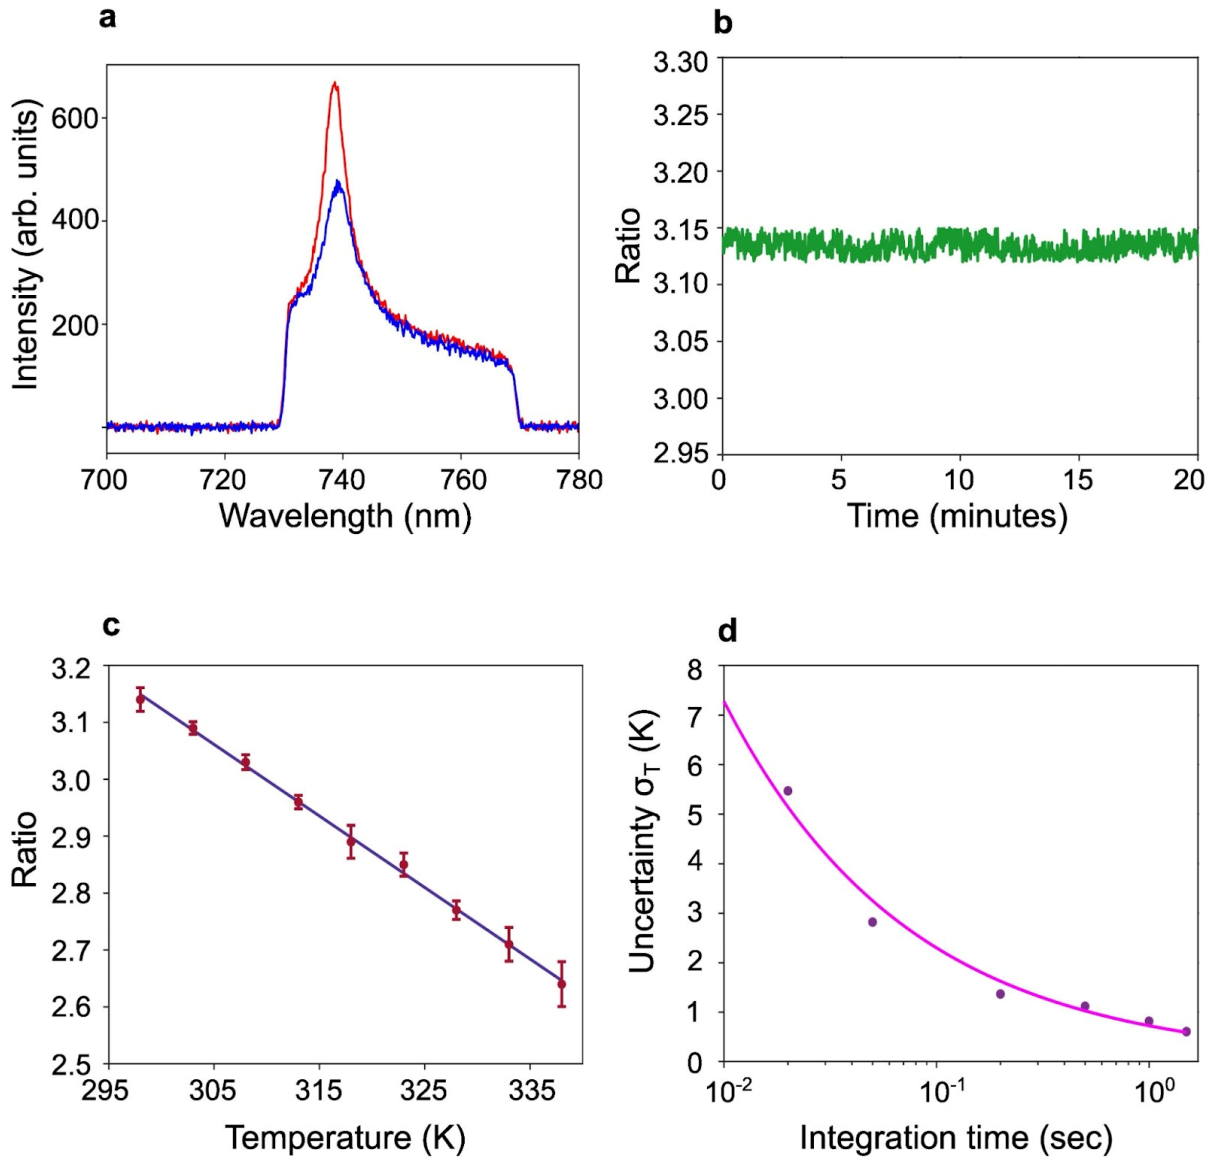 a
Intensity (arb. units)
600
400
200
700 720 740 760 780
Wavelength (nm)
b
Ratio
3.30
3.25
3.20
3.15
3.10
3.05
3.00
2.95
0 5 10 15 20
Time (minutes)
c
Ratio
3.2
3.1
3.0
2.9
2.8
2.7
2.6
2.5
295 305 315 325 335
Temperature (K)
d
Uncertainty σT (K)
8
7
6
5
4
3
2
1
0
10-2 10-1 100
Integration time (sec)